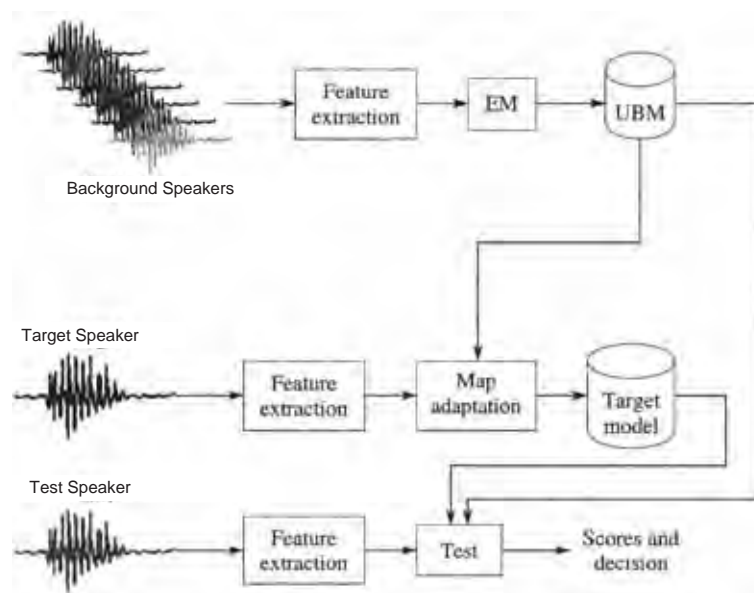 Feature
extraction
EM
UBM
Background Speakers
Target Speaker
Feature
extraction
Map
adaptation
Target
model
Test Speaker
Feature
extraction
Test
Scores and
decision